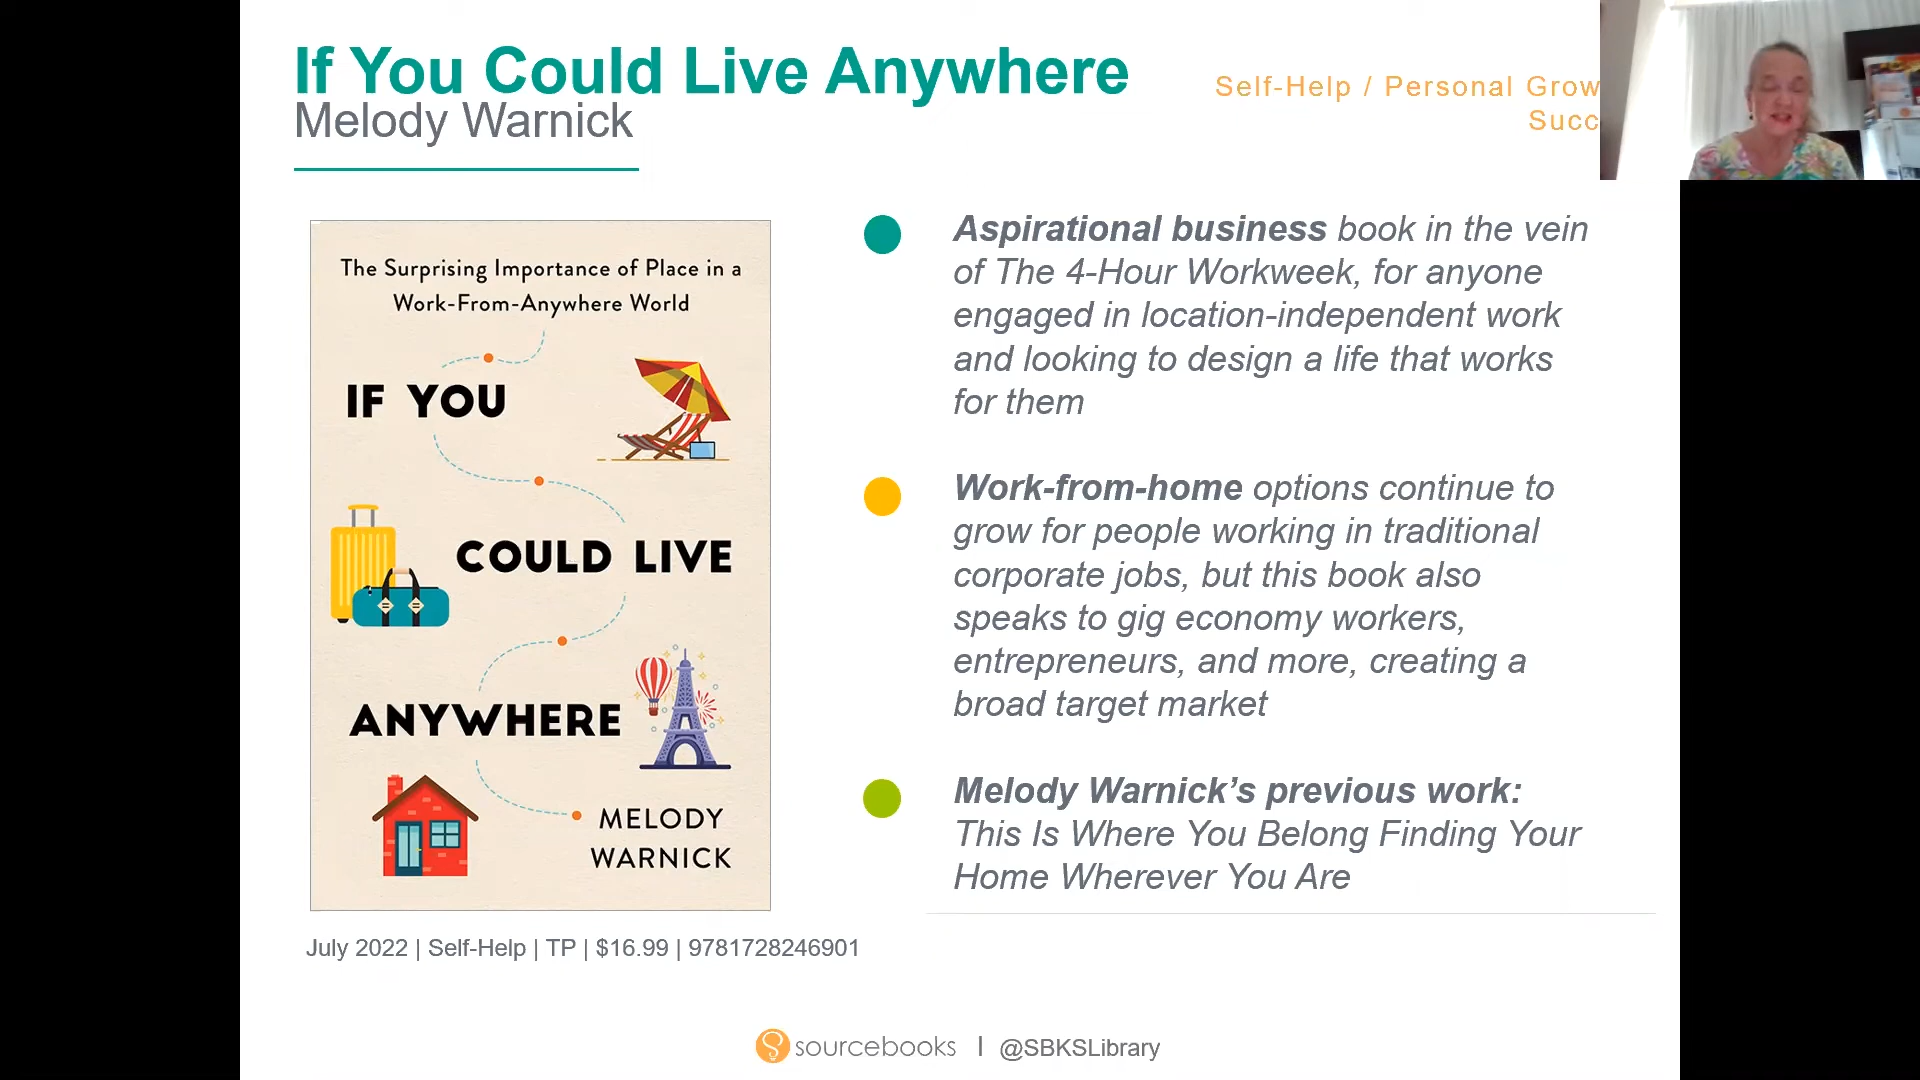 If You Could Live Anywhere
Melody Warnick
Self-Help / Personal Grow
Succ
The Surprising Importance of Place in a
Work-From-Anywhere World
IF YOU
COULD LIVE
ANYWHERE
MELODY
WARNICK
Aspirational business book in the vein
of The 4-Hour Workweek, for anyone
engaged in location-independent work
and looking to design a life that works
for them
Work-from-home options continue to
grow for people working in traditional
corporate jobs, but this book also
speaks to gig economy workers,
entrepreneurs, and more, creating a
broad target market
Melody Warnick’s previous work:
This Is Where You Belong Finding Your
Home Wherever You Are
July 2022 | Self-Help | TP | $16.99 | 9781728246901
sourcebooks | @SBKSLibrary